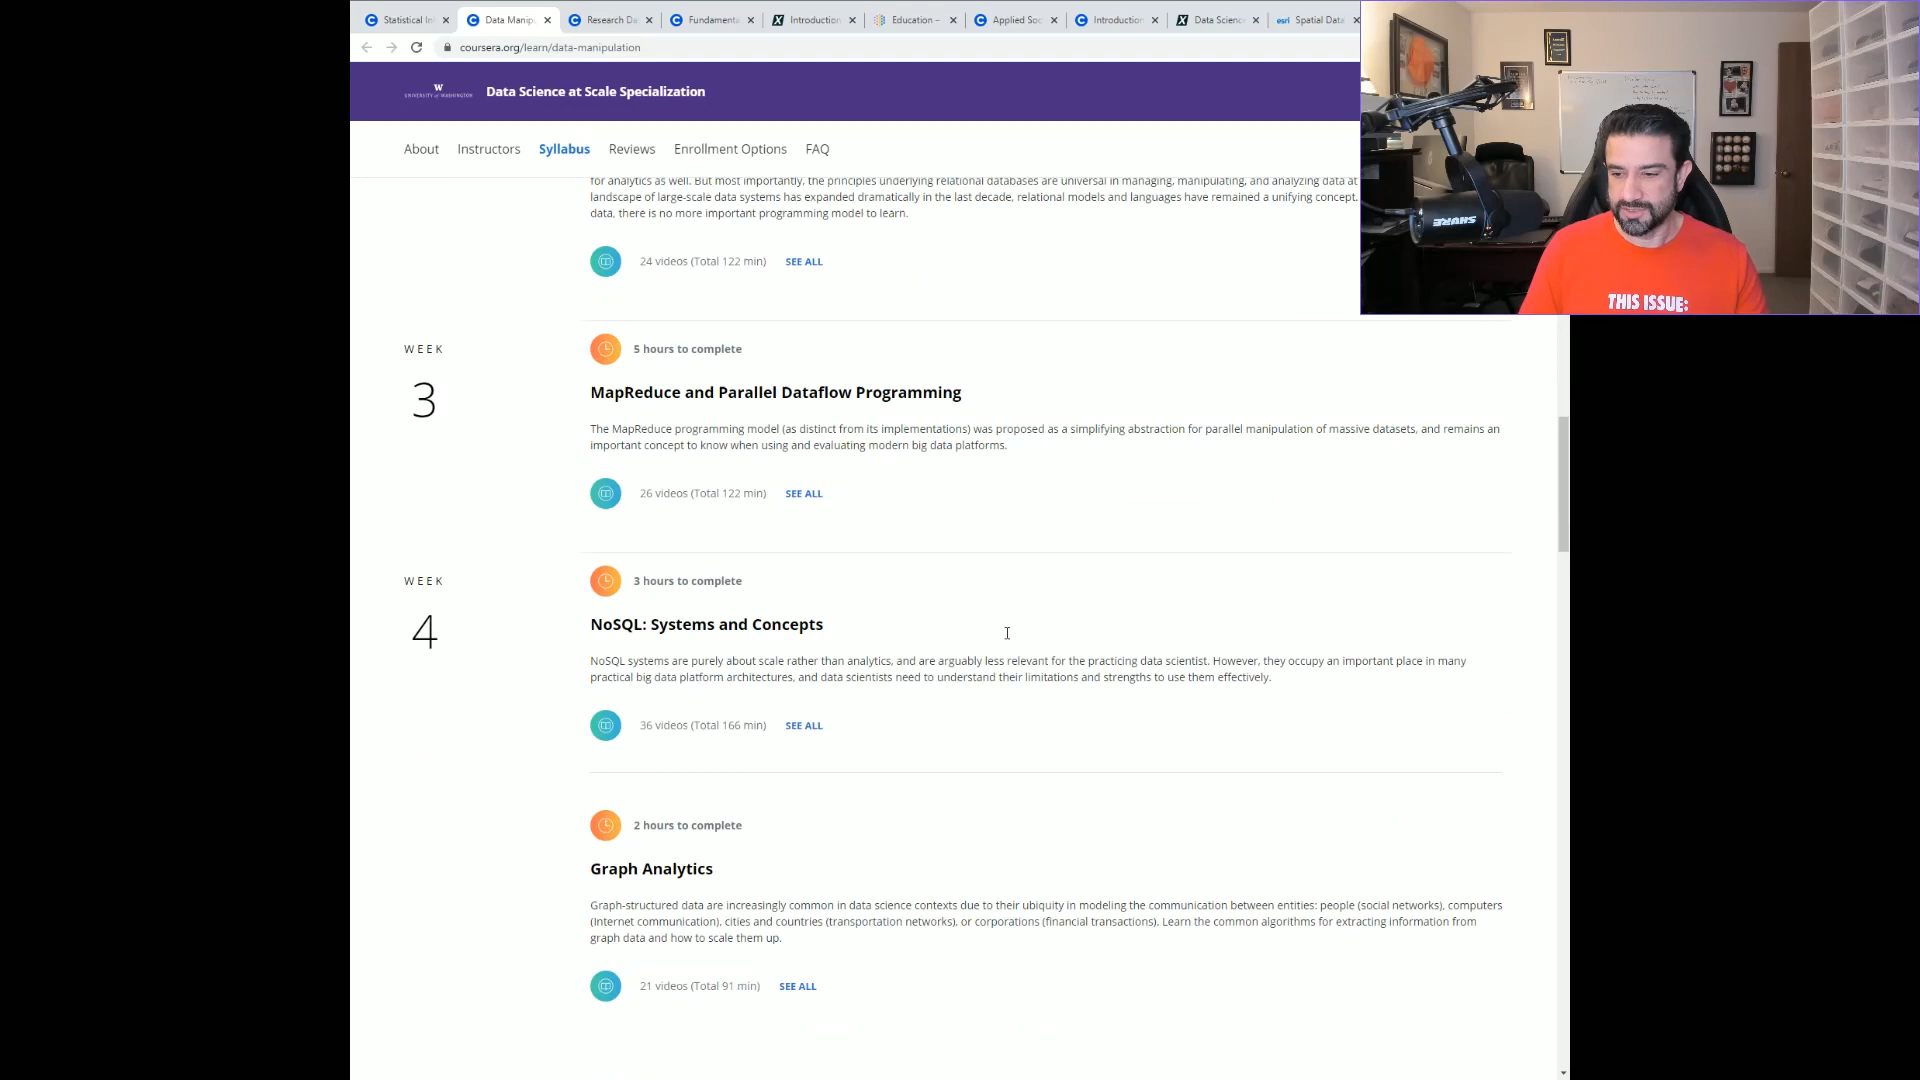 Statistical In
Data Manipu
Research De
Fundamenta
Introduction
Education –
Applied Soc
Introduction
Data Science
esri Spatial Data
coursera.org/learn/data-manipulation
W
UNIVERSITY of WASHINGTON
Data Science at Scale Specialization
About Instructors Syllabus Reviews Enrollment Options FAQ
for analytics as well. But most importantly, the principles underlying relational databases are universal in managing, manipulating, and analyzing data at
landscape of large-scale data systems has expanded dramatically in the last decade, relational models and languages have remained a unifying concept.
data, there is no more important programming model to learn.
24 videos (Total 122 min) SEE ALL
WEEK
3
5 hours to complete
MapReduce and Parallel Dataflow Programming
The MapReduce programming model (as distinct from its implementations) was proposed as a simplifying abstraction for parallel manipulation of massive datasets, and remains an
important concept to know when using and evaluating modern big data platforms.
26 videos (Total 122 min) SEE ALL
WEEK
4
3 hours to complete
NoSQL: Systems and Concepts
NoSQL systems are purely about scale rather than analytics, and are arguably less relevant for the practicing data scientist. However, they occupy an important place in many
practical big data platform architectures, and data scientists need to understand their limitations and strengths to use them effectively.
36 videos (Total 166 min) SEE ALL
2 hours to complete
Graph Analytics
Graph-structured data are increasingly common in data science contexts due to their ubiquity in modeling the communication between entities: people (social networks), computers
(Internet communication), cities and countries (transportation networks), or corporations (financial transactions). Learn the common algorithms for extracting information from
graph data and how to scale them up.
21 videos (Total 91 min) SEE ALL
SHURE
THIS ISSUE: